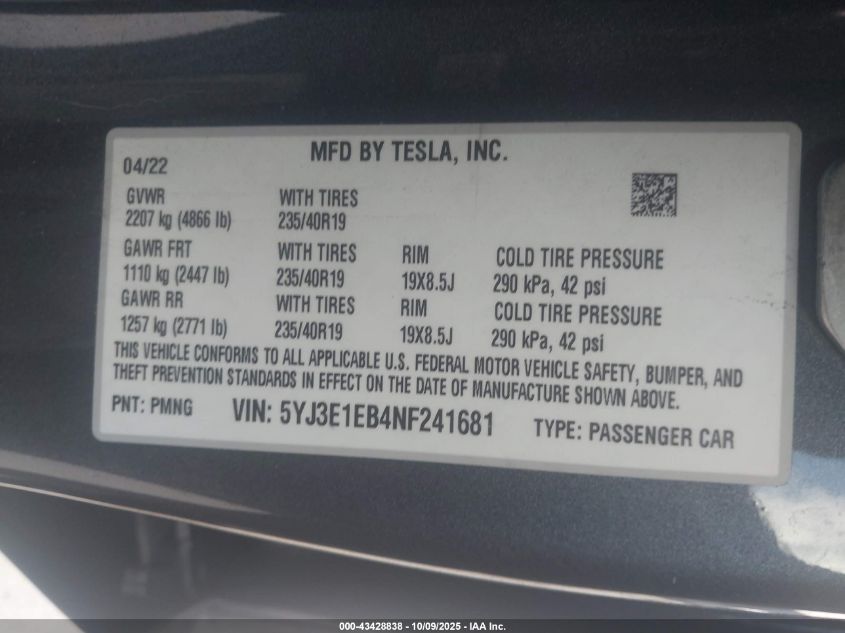 MFD BY TESLA, INC.
04/22
GVWR WITH TIRES
2207 kg (4866 lb) 235/40R19
GAWR FRT WITH TIRES RIM COLD TIRE PRESSURE
1110 kg (2447 lb) 235/40R19 19X8.5J 290 kPa, 42 psi
GAWR RR WITH TIRES RIM COLD TIRE PRESSURE
1257 kg (2771 lb) 235/40R19 19X8.5J 290 kPa, 42 psi
THIS VEHICLE CONFORMS TO ALL APPLICABLE U.S. FEDERAL MOTOR VEHICLE SAFETY, BUMPER, AND
THEFT PREVENTION STANDARDS IN EFFECT ON THE DATE OF MANUFACTURE SHOWN ABOVE.
PNT: PMNG VIN: 5YJ3E1EB4NF241681 TYPE: PASSENGER CAR
000-43428838 - 10/09/2025 - IAA Inc.